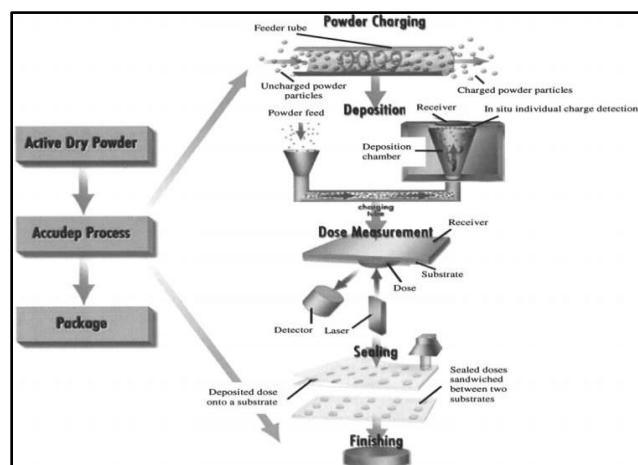 Powder Charging
Feeder tube
Uncharged powder
particles
Charged powder
particles
Deposition
Receiver
In situ individual charge detection
Powder feed
Deposition
chamber
Active Dry Powder
charging
tube
Dose Measurement
Receiver
Accudep Process
Substrate
Dose
Detector
Laser
Package
Sealing
Sealed doses
sandwiched
between two
substrates
Deposited dose
onto a substrate
Finishing